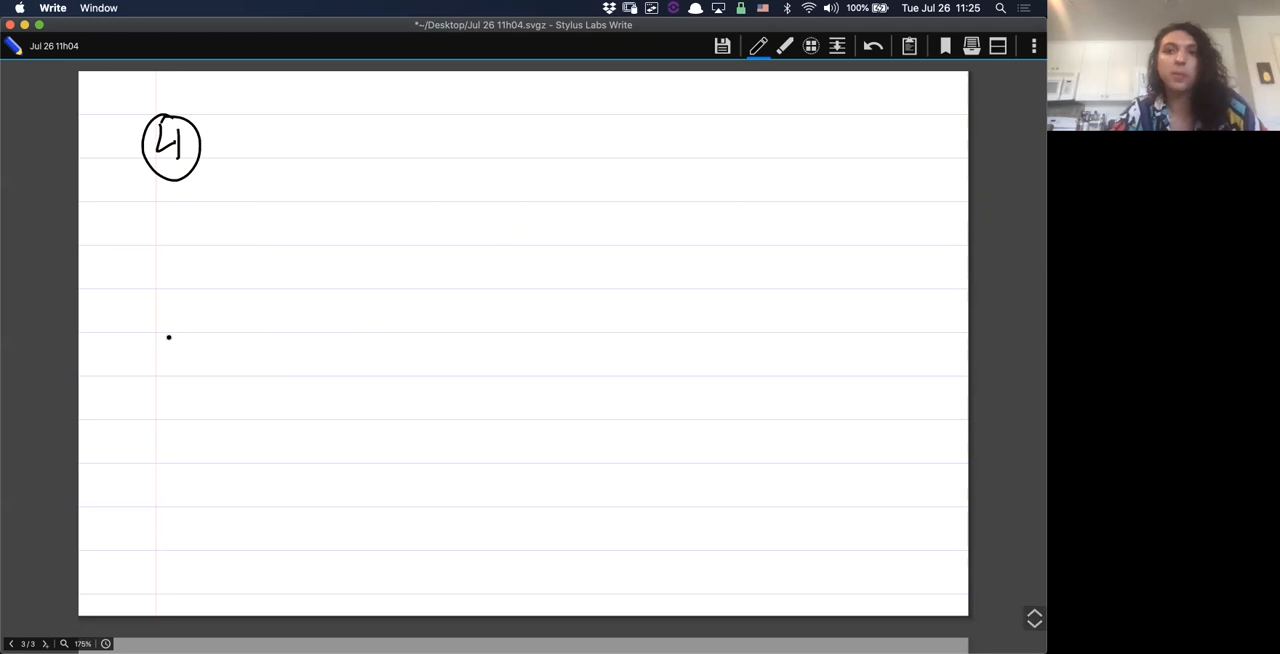 Write Window 100% Tue Jul 26 11:25
*~/Desktop/Jul 26 11h04.svgz - Stylus Labs Write
Jul 26 11h04
4
3/3 175%